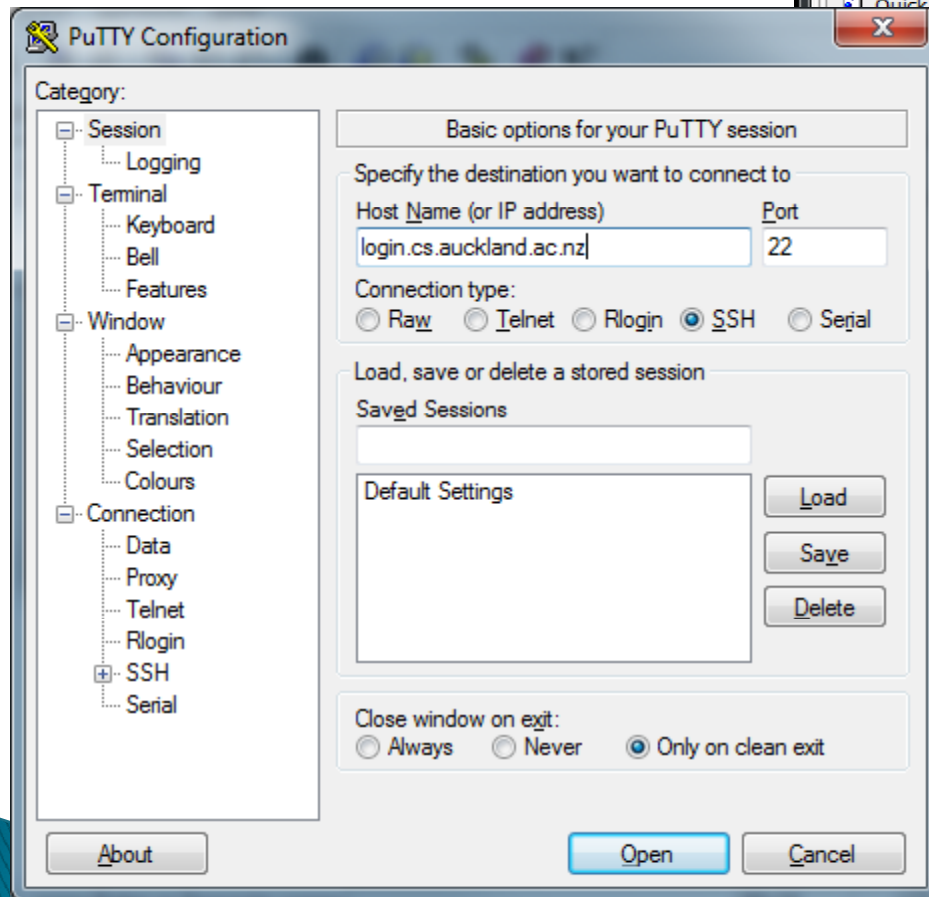 Quick
PuTTY Configuration
Category:
Session
Logging
Terminal
Keyboard
Bell
Features
Window
Appearance
Behaviour
Translation
Selection
Colours
Connection
Data
Proxy
Telnet
Rlogin
SSH
Serial
Basic options for your PuTTY session
Specify the destination you want to connect to
Host Name (or IP address) Port
login.cs.auckland.ac.nz 22
Connection type:
Raw Telnet Rlogin SSH Serial
Load, save or delete a stored session
Saved Sessions
Default Settings
Load
Save
Delete
Close window on exit:
Always Never Only on clean exit
About Open Cancel